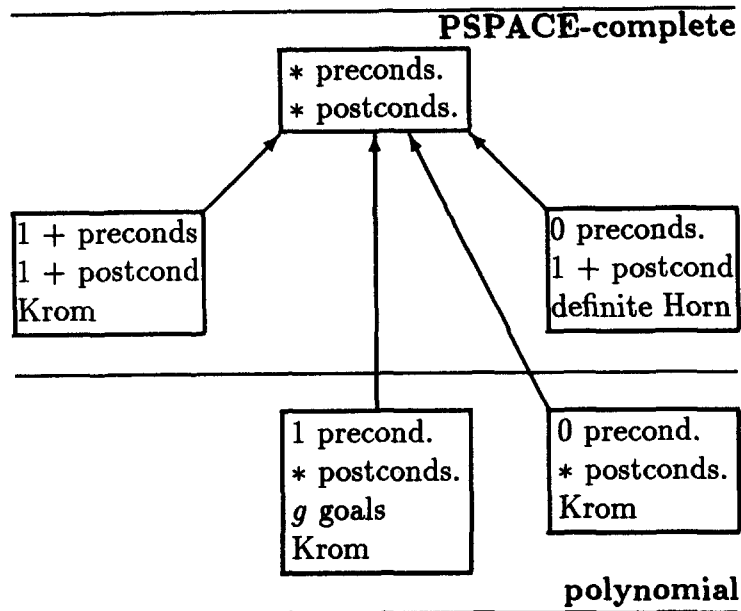 PSPACE-complete
* preconds.
* postconds.
1 + preconds
1 + postcond
Krom
0 preconds.
1 + postcond
definite Horn
1 precond.
* postconds.
g goals
Krom
0 precond.
* postconds.
Krom
polynomial